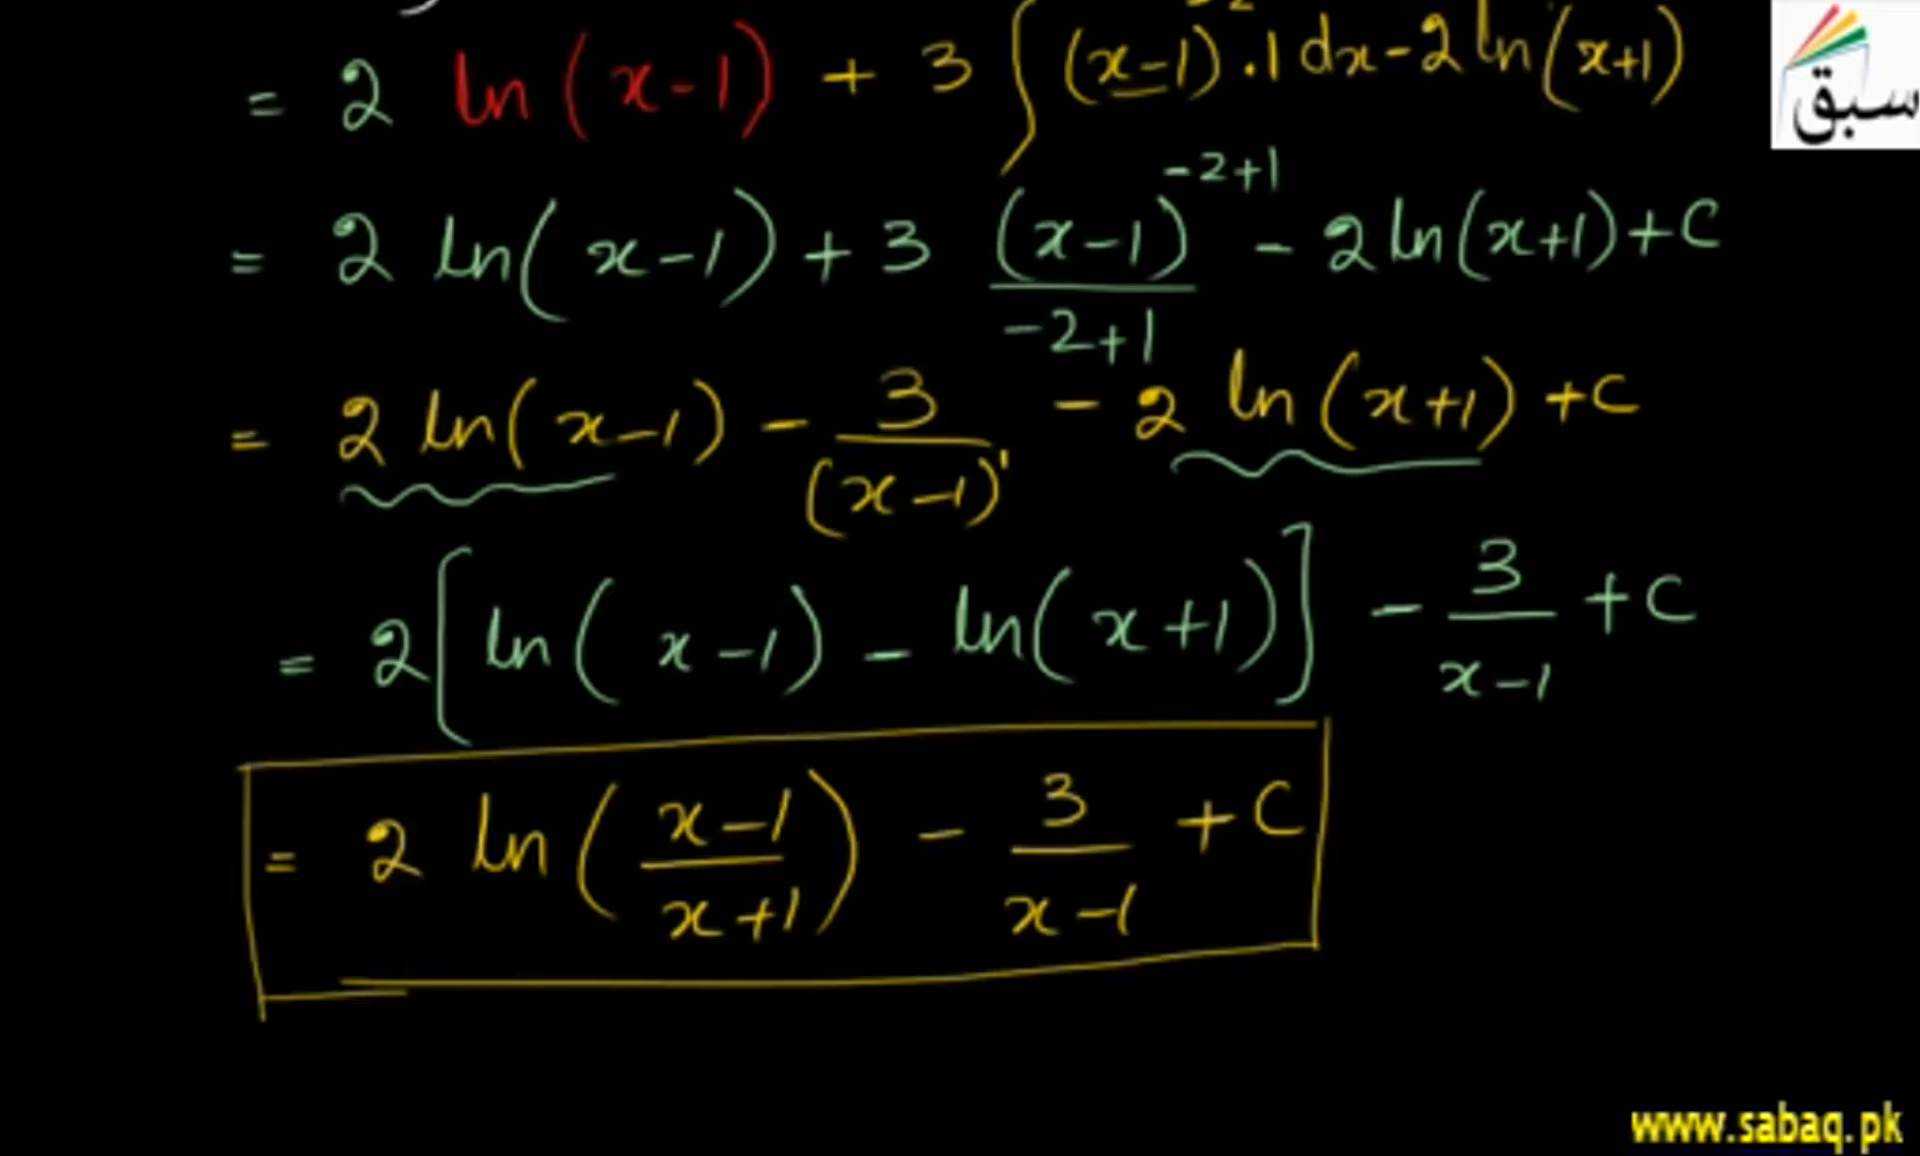 = 2 ln(x-1) + 3 ∫ (x-1)^-2 . 1 dx - 2 ln(x+1)
سبق
= 2 ln(x-1) + 3 (x-1)^-2+1 / -2+1 - 2 ln(x+1) + C
= 2 ln(x-1) - 3 / (x-1)^1 - 2 ln(x+1) + C
= 2[ln(x-1) - ln(x+1)] - 3 / x-1 + C
= 2 ln(x-1 / x+1) - 3 / x-1 + C
www.sabaq.pk